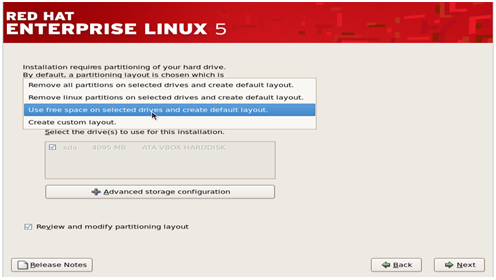 RED HAT
ENTERPRISE LINUX 5
Installation requires partitioning of your hard drive.
By default, a partitioning layout is chosen which is
Remove all partitions on selected drives and create default layout.
Remove linux partitions on selected drives and create default layout.
Use free space on selected drives and create default layout.
Create custom layout.
Select the drive(s) to use for this installation.
sda 4095 MB ATA VBOX HARDDISK
Advanced storage configuration
Review and modify partitioning layout
Release Notes
Back
Next